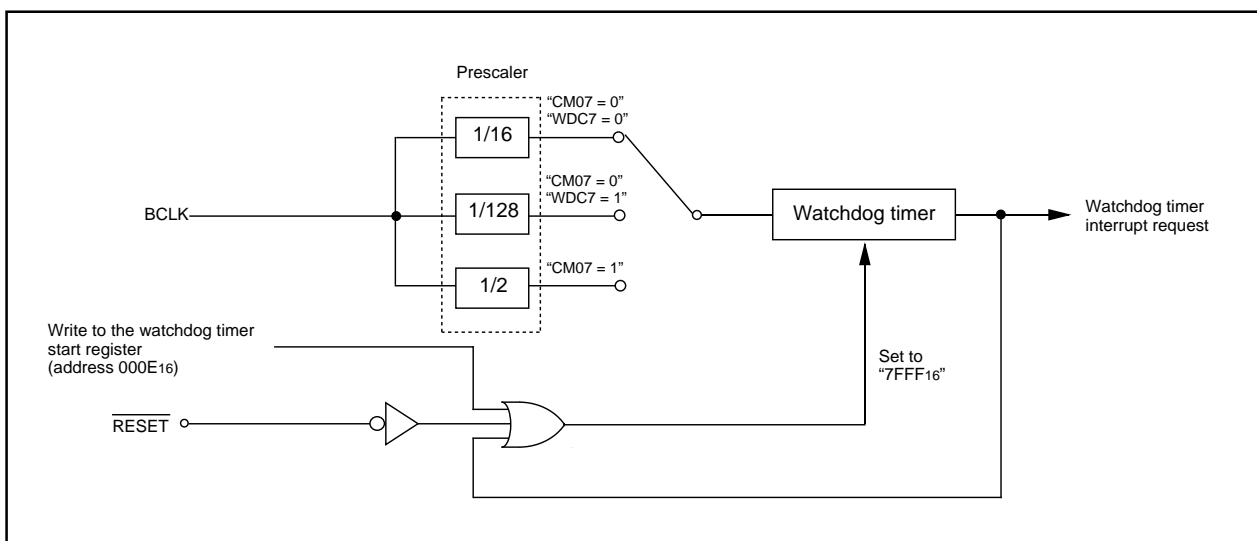 Prescaler
“CM07 = 0”
“WDC7 = 0”
1/16
“CM07 = 0”
“WDC7 = 1”
BCLK
1/128
Watchdog timer
Watchdog timer
interrupt request
“CM07 = 1”
1/2
Write to the watchdog timer
start register
(address 000E16)
Set to
“7FFF16”
RESET